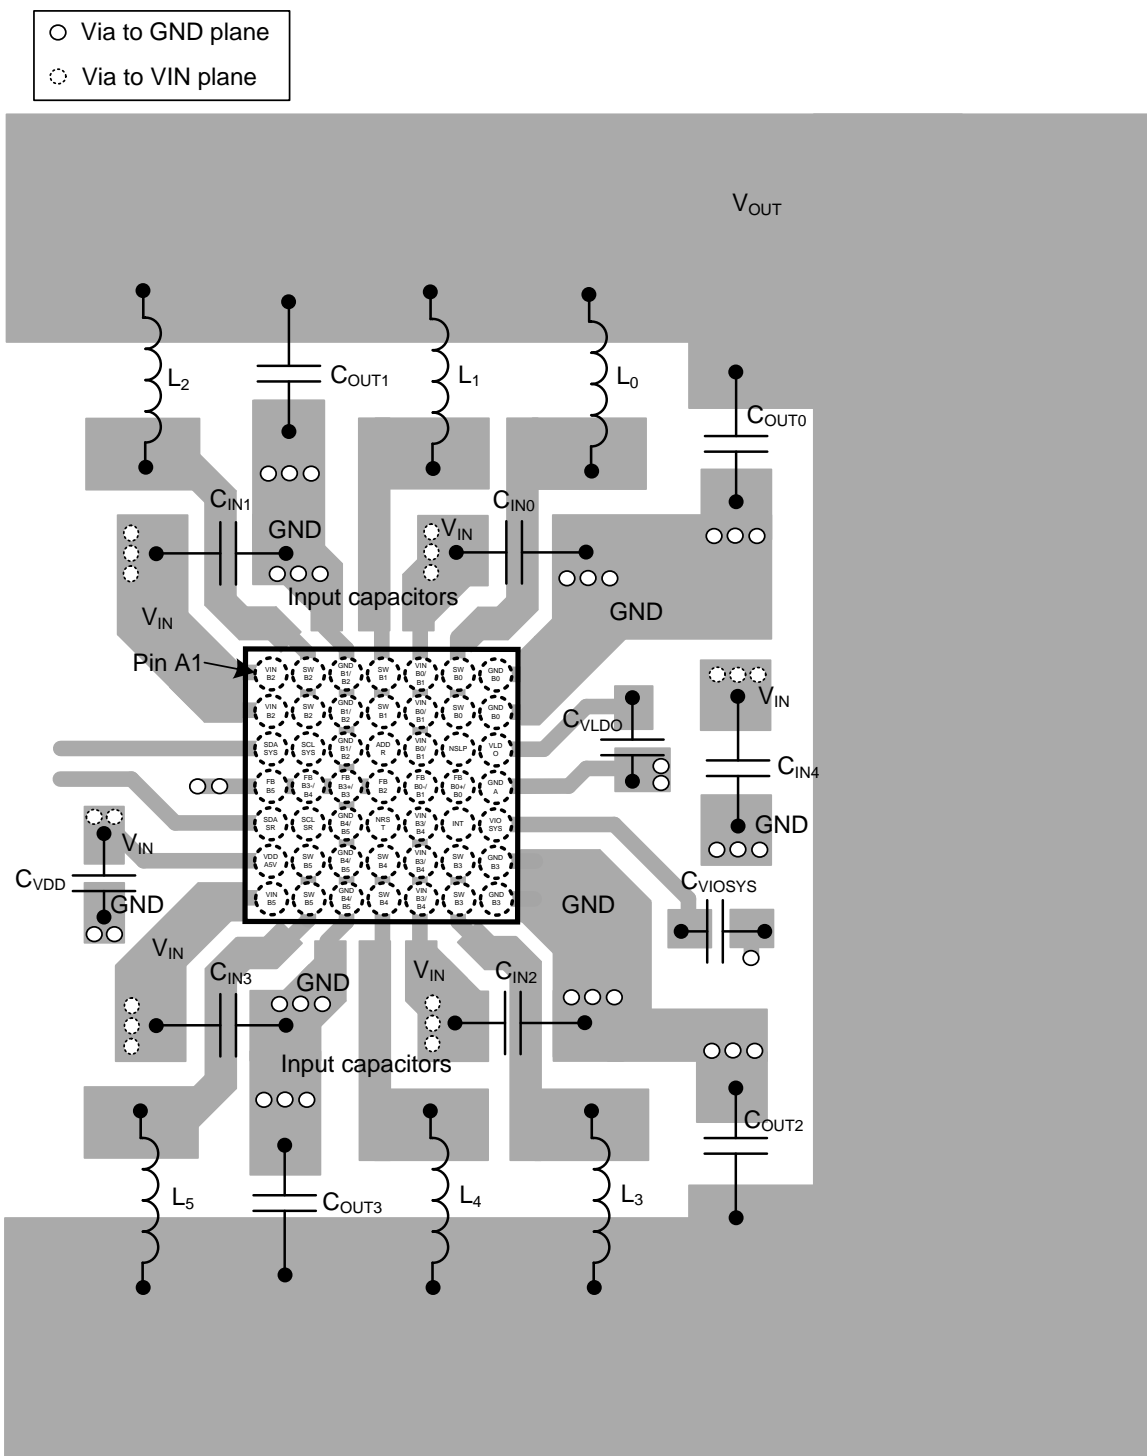 Via to GND plane
Via to VIN plane
VOUT
L2
COUT1
L1
L0
COUT0
CIN1
GND
VIN
CIN0
Input capacitors
VIN
GND
Pin A1
VIN B2
SW B2
GND B1/ B2
SW B1
VIN B0/ B1
SW B0
GND B0
VIN B2
SW B2
GND B1/ B2
SW B1
VIN B0/ B1
SW B0
GND B0
VIN
CVLDO
SDA SYS
SCL SYS
GND B1/ B2
ADD R
VIN B0/ B1
NSLP
VLD O
CIN4
FB B5
FB B3-/ B4
FB B3+/ B3
FB B2
FB B0-/ B1
FB B0+/ B0
GND A
GND
SDA SR
SCL SR
GND B4/ B5
NRS T
VIN B3/ B4
INT
VIO SYS
VIN
VDD A5V
SW B5
GND B4/ B5
SW B4
VIN B3/ B4
SW B3
GND B3
CVDD
CVIOSYS
GND
VIN B5
SW B5
GND B4/ B5
SW B4
VIN B3/ B4
SW B3
GND B3
GND
VIN
CIN3
GND
VIN
CIN2
Input capacitors
COUT2
L5
COUT3
L4
L3